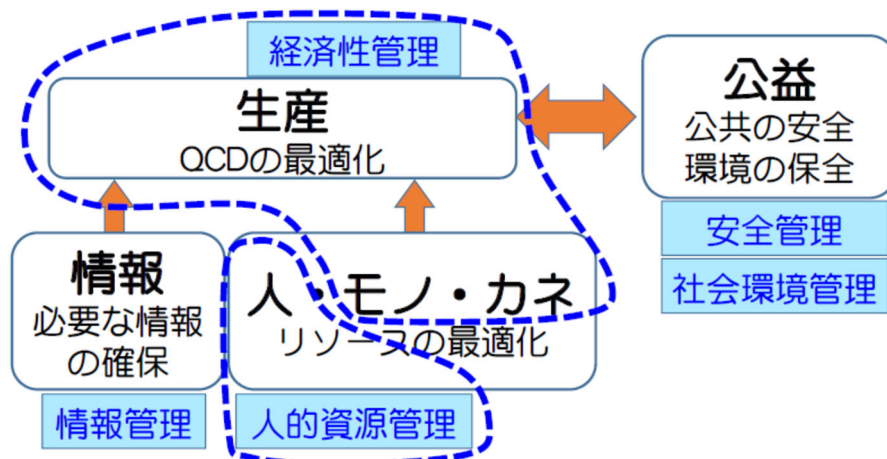 経済性管理
生産
QCDの最適化
公益
公共の安全
環境の保全
安全管理
社会環境管理
情報
必要な情報
の確保
情報管理
人・モノ・カネ
リソースの最適化
人的資源管理